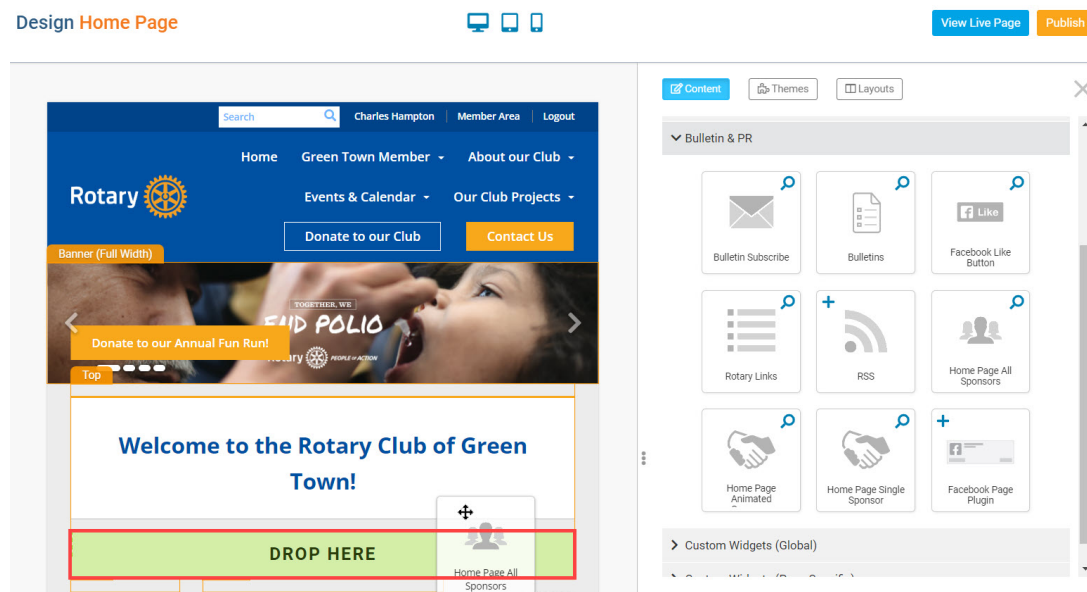 Design Home Page
View Live Page
Publish
Search
Charles Hampton
Member Area
Logout
Home
Green Town Member
About our Club
Rotary
Events & Calendar
Our Club Projects
Donate to our Club
Contact Us
Banner (Full Width)
TOGETHER, WE
END POLIO
Donate to our Annual Fun Run!
PEOPLE of ACTION
Top
Welcome to the Rotary Club of Green
Town!
DROP HERE
Home Page All
Sponsors
Content
Themes
Layouts
Bulletin & PR
Bulletin Subscribe
Bulletins
Like
Facebook Like
Button
Rotary Links
RSS
Home Page All
Sponsors
Home Page
Animated
Home Page Single
Sponsor
Facebook Page
Plugin
Custom Widgets (Global)